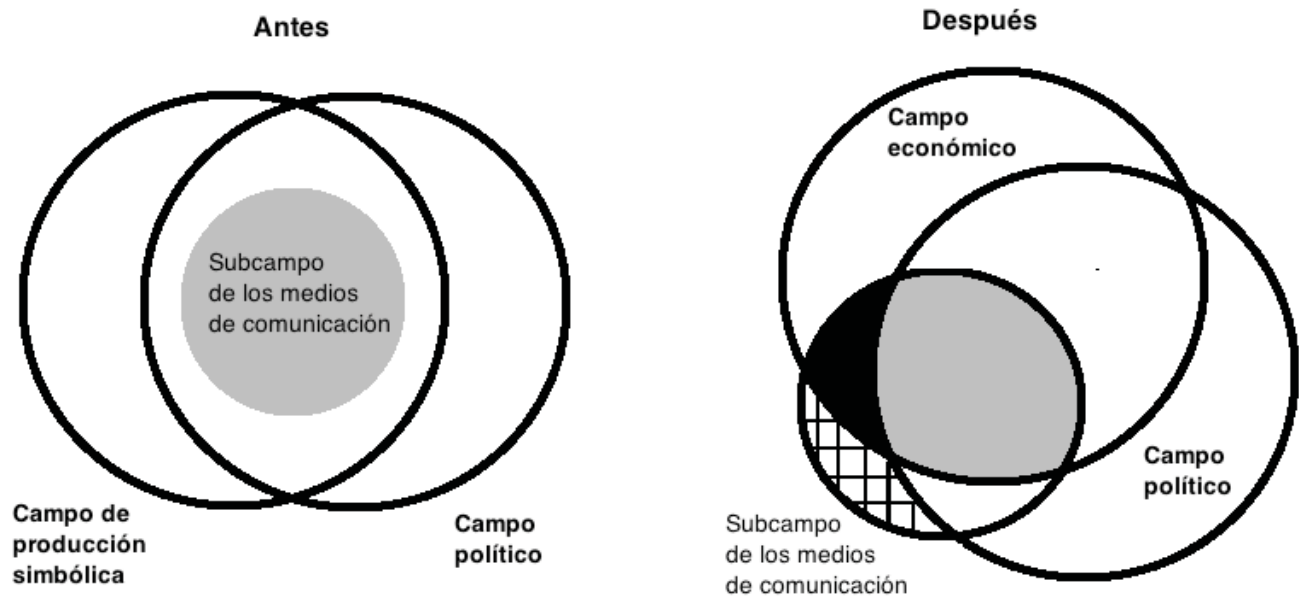 Antes
Subcampo
de los medios
de comunicación
Campo de
producción
simbólica
Campo
político
Después
Campo
económico
Campo
político
Subcampo
de los medios
de comunicación